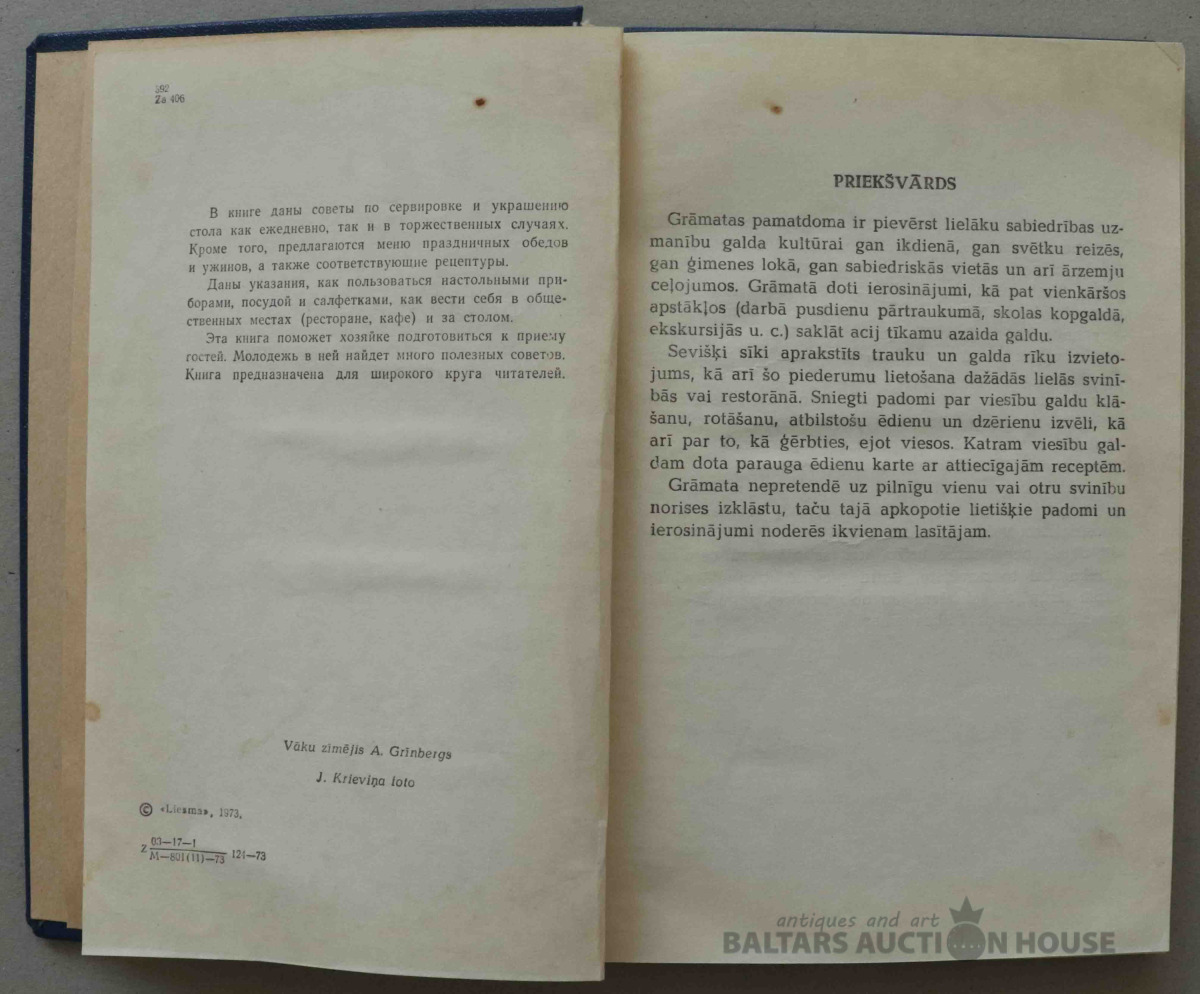 392
Za 406
В книге даны советы по сервировке и украшению
стола как ежедневно, так и в торжественных случаях.
Кроме того, предлагаются меню праздничных обедов
и ужинов, а также соответствующие рецептуры.
Даны указания, как пользоваться настольными при-
борами, посудой и салфетками, как вести себя в обще-
ственных местах (ресторане, кафе) и за столом.
Эта книга поможет хозяйке подготовиться к приему
гостей. Молодежь в ней найдет много полезных советов.
Книга предназначена для широкого круга читателей.
Vāku zīmējis A. Grīnbergs
J. Krieviņa foto
© «Liesma», 1973,
Z 03—17—1
M—801(11)—73 124—73
PRIEKŠVĀRDS
Grāmatas pamatdoma ir pievērst lielāku sabiedrības uz-
manību galda kultūrai gan ikdienā, gan svētku reizēs,
gan ģimenes lokā, gan sabiedriskās vietās un arī ārzemju
ceļojumos. Grāmatā doti ierosinājumi, kā pat vienkāršos
apstākļos (darbā pusdienu pārtraukumā, skolas kopgaldā,
ekskursijās u. c.) saklāt acij tīkamu azaida galdu.
Sevišķi sīki aprakstīts trauku un galda rīku izvieto-
jums, kā arī šo piederumu lietošana dažādās lielās svinī-
bās vai restorānā. Sniegti padomi par viesību galdu klā-
šanu, rotāšanu, atbilstošu ēdienu un dzērienu izvēli, kā
arī par to, kā ģērbties, ejot viesos. Katram viesību gal-
dam dota parauga ēdienu karte ar attiecīgajām receptēm.
Grāmata nepretendē uz pilnīgu vienu vai otru svinību
norises izklāstu, taču tajā apkopotie lietišķie padomi un
ierosinājumi noderēs ikvienam lasītājam.
antiques and art
BALTARS AUCTION HOUSE